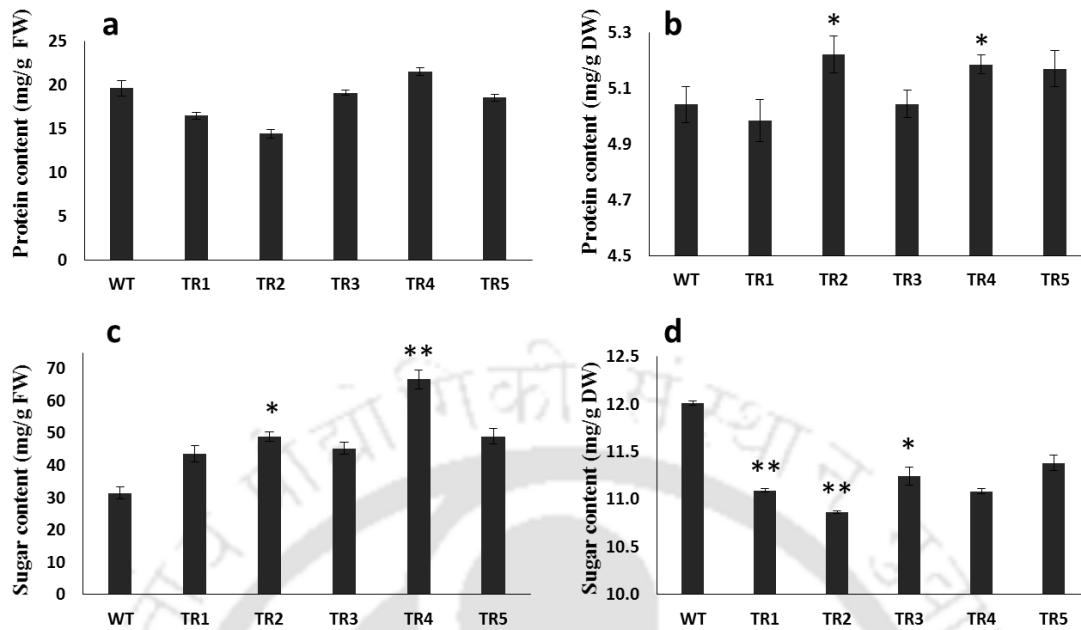 a
Protein content (mg/g FW)
25
20
15
10
5
0
WT TR1 TR2 TR3 TR4 TR5
b
Protein content (mg/g DW)
5.3
5.1
4.9
4.7
4.5
* *
WT TR1 TR2 TR3 TR4 TR5
c
Sugar content (mg/g FW)
70
60
50
40
30
20
10
0
* **
WT TR1 TR2 TR3 TR4 TR5
d
Sugar content (mg/g DW)
12.5
12.0
11.5
11.0
10.5
10.0
** ** *
WT TR1 TR2 TR3 TR4 TR5